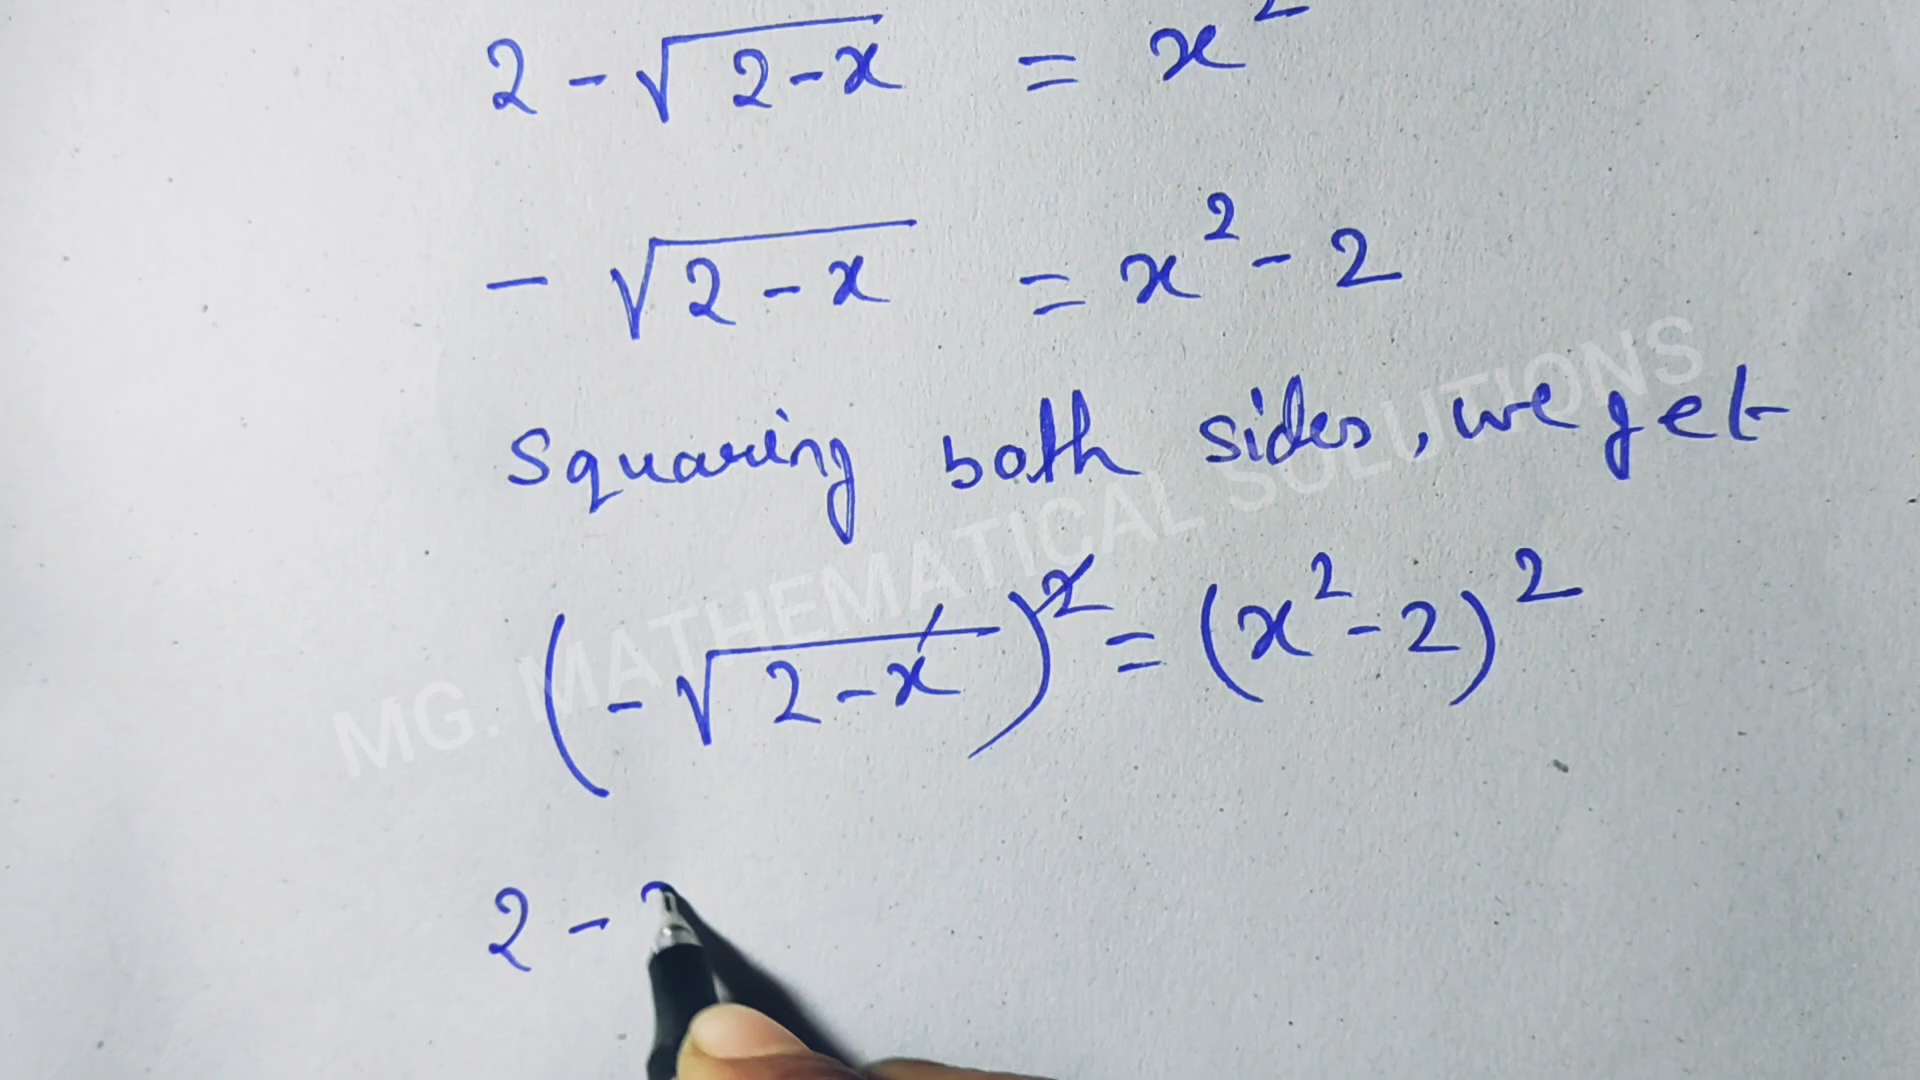 2 - √2-x = x²
- √2-x = x² - 2
Squaring both sides, we get
(-√2-x)² = (x²-2)²
MG. MATHEMATICAL SOLUTIONS
2 -